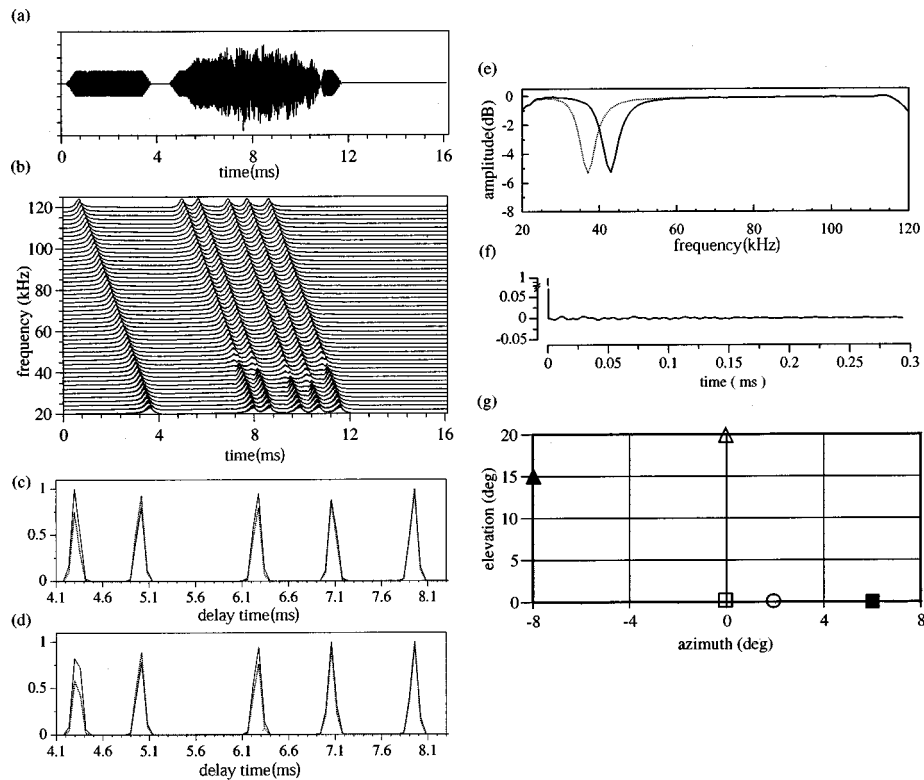 (a)
0 4 8 12 16
time(ms)
(b)
120
100
80
60
40
20
frequency (kHz)
0 4 8 12 16
time(ms)
(c)
1
0.5
0
4.1 4.6 5.1 5.6 6.1 6.6 7.1 7.6 8.1
delay time(ms)
(d)
1
0.5
0
4.1 4.6 5.1 5.6 6.1 6.6 7.1 7.6 8.1
delay time(ms)
(e)
0
-2
-4
-6
-8
amplitude(dB)
20 40 60 80 100 120
frequency(kHz)
(f)
1
0.05
0
-0.05
0 0.05 0.1 0.15 0.2 0.25 0.3
time ( ms )
(g)
20
15
10
5
0
elevation (deg)
-8 -4 0 4 8
azimuth (deg)